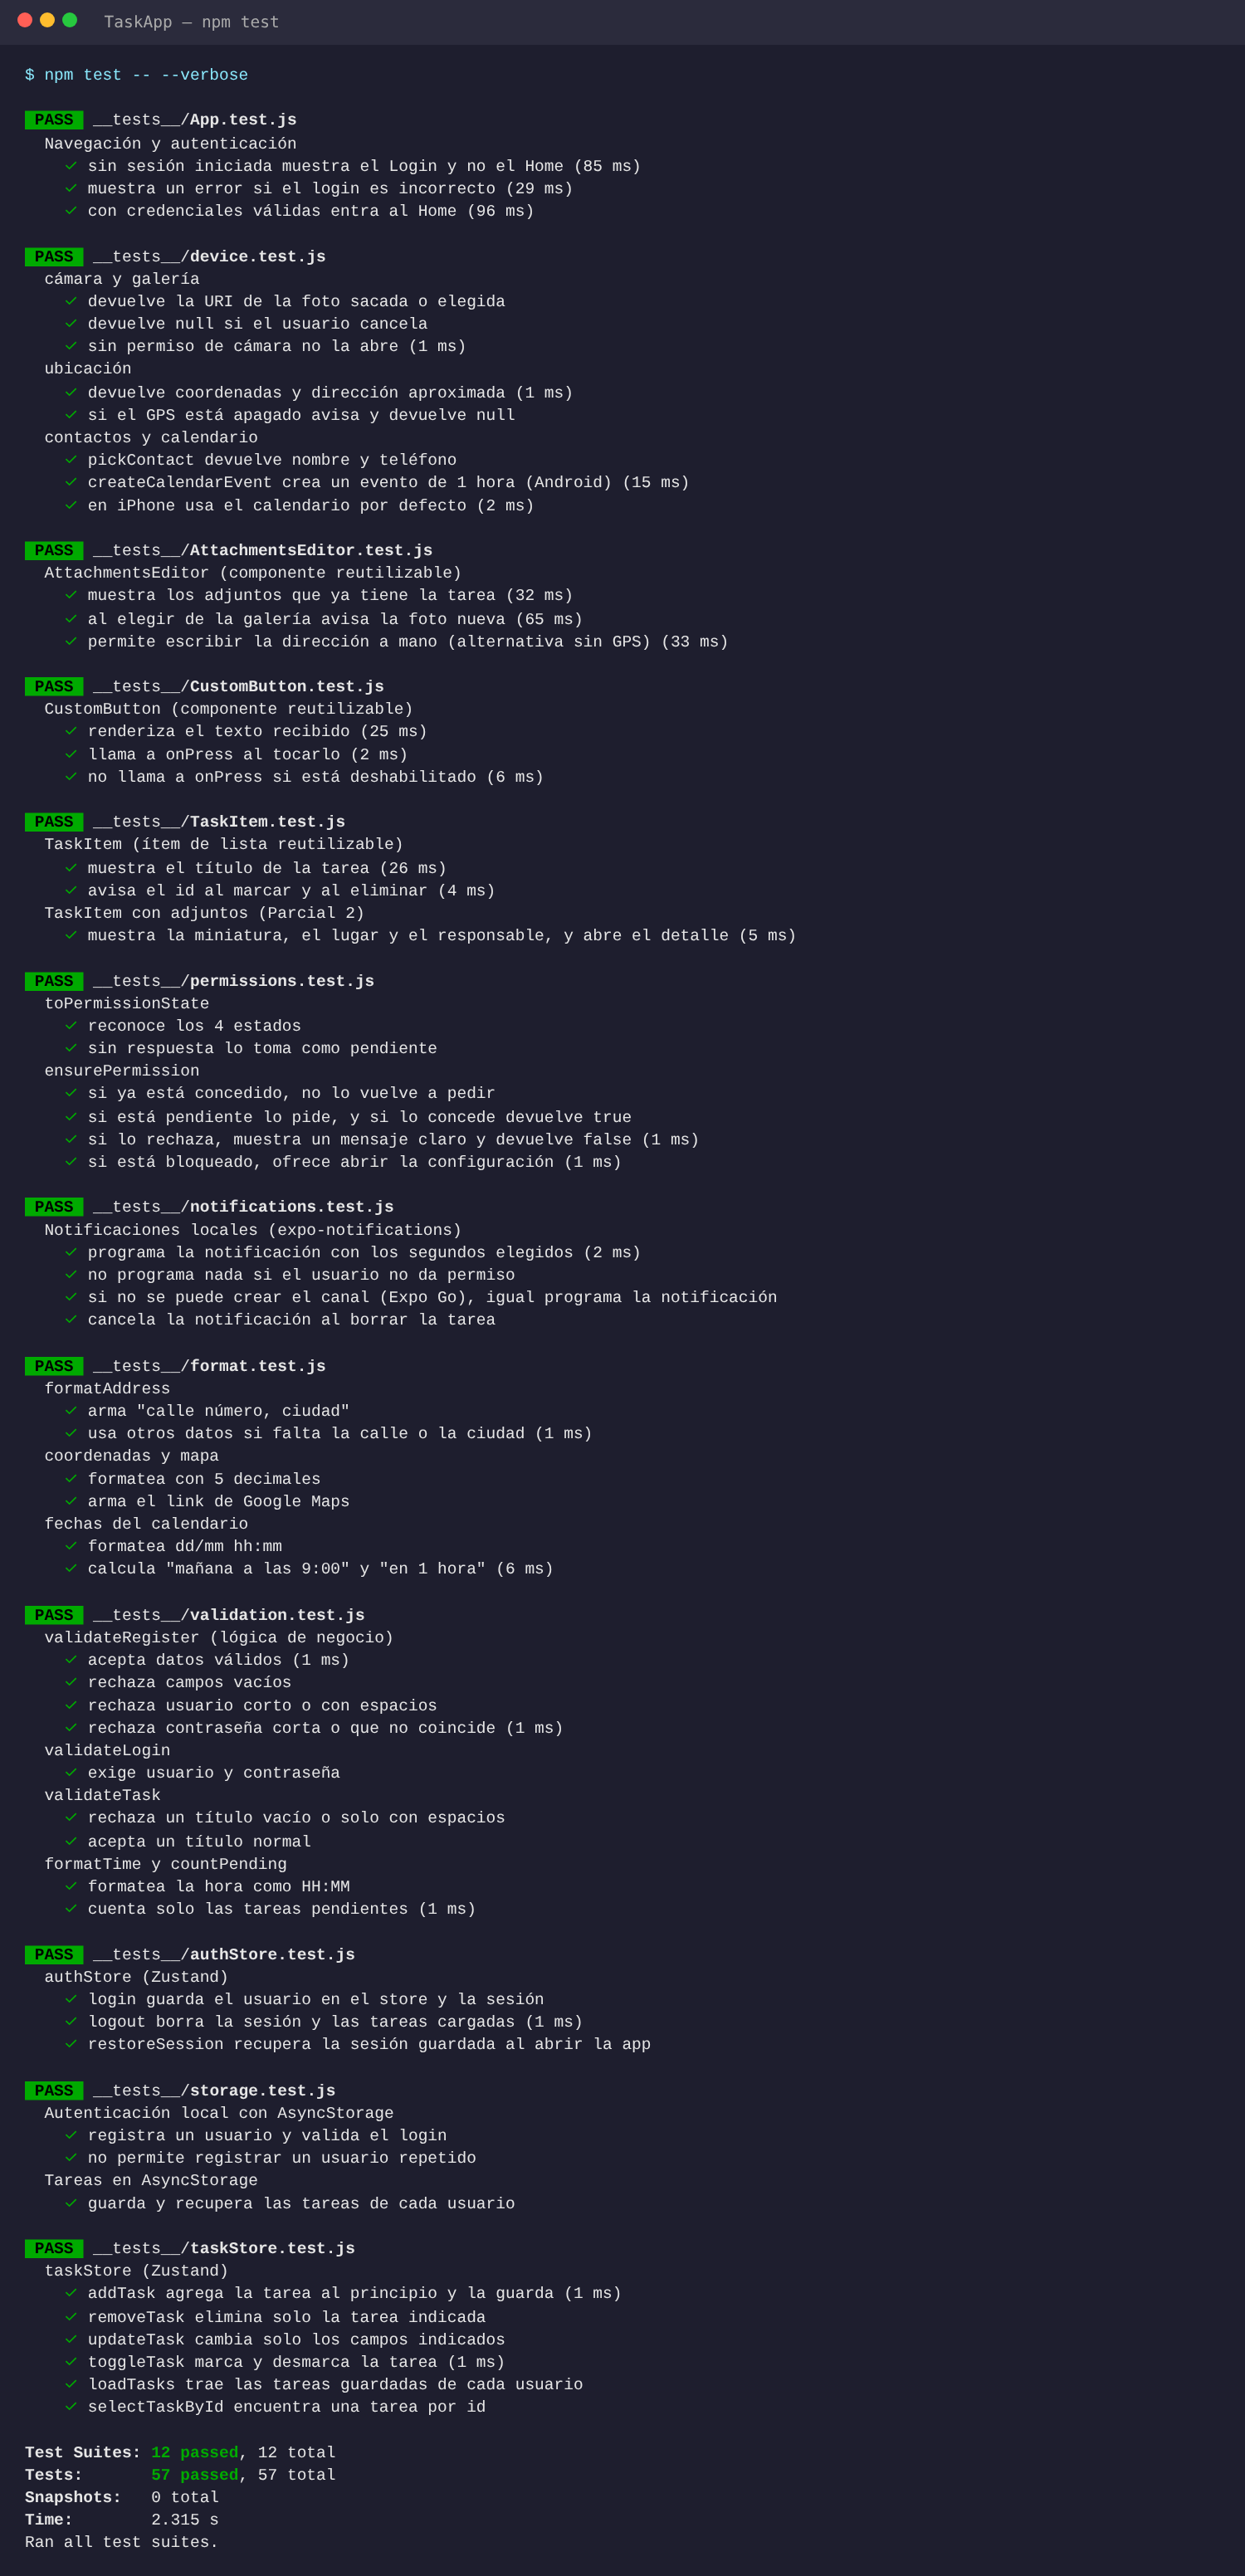 TaskApp — npm test
$ npm test -- --verbose
PASS __tests__/App.test.js
Navegación y autenticación
✓ sin sesión iniciada muestra el Login y no el Home (85 ms)
✓ muestra un error si el login es incorrecto (29 ms)
✓ con credenciales válidas entra al Home (96 ms)
PASS __tests__/device.test.js
cámara y galería
✓ devuelve la URI de la foto sacada o elegida
✓ devuelve null si el usuario cancela
✓ sin permiso de cámara no la abre (1 ms)
ubicación
✓ devuelve coordenadas y dirección aproximada (1 ms)
✓ si el GPS está apagado avisa y devuelve null
contactos y calendario
✓ pickContact devuelve nombre y teléfono
✓ createCalendarEvent crea un evento de 1 hora (Android) (15 ms)
✓ en iPhone usa el calendario por defecto (2 ms)
PASS __tests__/AttachmentsEditor.test.js
AttachmentsEditor (componente reutilizable)
✓ muestra los adjuntos que ya tiene la tarea (32 ms)
✓ al elegir de la galería avisa la foto nueva (65 ms)
✓ permite escribir la dirección a mano (alternativa sin GPS) (33 ms)
PASS __tests__/CustomButton.test.js
CustomButton (componente reutilizable)
✓ renderiza el texto recibido (25 ms)
✓ llama a onPress al tocarlo (2 ms)
✓ no llama a onPress si está deshabilitado (6 ms)
PASS __tests__/TaskItem.test.js
TaskItem (ítem de lista reutilizable)
✓ muestra el título de la tarea (26 ms)
✓ avisa el id al marcar y al eliminar (4 ms)
TaskItem con adjuntos (Parcial 2)
✓ muestra la miniatura, el lugar y el responsable, y abre el detalle (5 ms)
PASS __tests__/permissions.test.js
toPermissionState
✓ reconoce los 4 estados
✓ sin respuesta lo toma como pendiente
ensurePermission
✓ si ya está concedido, no lo vuelve a pedir
✓ si está pendiente lo pide, y si lo concede devuelve true
✓ si lo rechaza, muestra un mensaje claro y devuelve false (1 ms)
✓ si está bloqueado, ofrece abrir la configuración (1 ms)
PASS __tests__/notifications.test.js
Notificaciones locales (expo-notifications)
✓ programa la notificación con los segundos elegidos (2 ms)
✓ no programa nada si el usuario no da permiso
✓ si no se puede crear el canal (Expo Go), igual programa la notificación
✓ cancela la notificación al borrar la tarea
PASS __tests__/format.test.js
formatAddress
✓ arma "calle número, ciudad"
✓ usa otros datos si falta la calle o la ciudad (1 ms)
coordenadas y mapa
✓ formatea con 5 decimales
✓ arma el link de Google Maps
fechas del calendario
✓ formatea dd/mm hh:mm
✓ calcula "mañana a las 9:00" y "en 1 hora" (6 ms)
PASS __tests__/validation.test.js
validateRegister (lógica de negocio)
✓ acepta datos válidos (1 ms)
✓ rechaza campos vacíos
✓ rechaza usuario corto o con espacios
✓ rechaza contraseña corta o que no coincide (1 ms)
validateLogin
✓ exige usuario y contraseña
validateTask
✓ rechaza un título vacío o solo con espacios
✓ acepta un título normal
formatTime y countPending
✓ formatea la hora como HH:MM
✓ cuenta solo las tareas pendientes (1 ms)
PASS __tests__/authStore.test.js
authStore (Zustand)
✓ login guarda el usuario en el store y la sesión
✓ logout borra la sesión y las tareas cargadas (1 ms)
✓ restoreSession recupera la sesión guardada al abrir la app
PASS __tests__/storage.test.js
Autenticación local con AsyncStorage
✓ registra un usuario y valida el login
✓ no permite registrar un usuario repetido
Tareas en AsyncStorage
✓ guarda y recupera las tareas de cada usuario
PASS __tests__/taskStore.test.js
taskStore (Zustand)
✓ addTask agrega la tarea al principio y la guarda (1 ms)
✓ removeTask elimina solo la tarea indicada
✓ updateTask cambia solo los campos indicados
✓ toggleTask marca y desmarca la tarea (1 ms)
✓ loadTasks trae las tareas guardadas de cada usuario
✓ selectTaskById encuentra una tarea por id
Test Suites: 12 passed, 12 total
Tests: 57 passed, 57 total
Snapshots: 0 total
Time: 2.315 s
Ran all test suites.